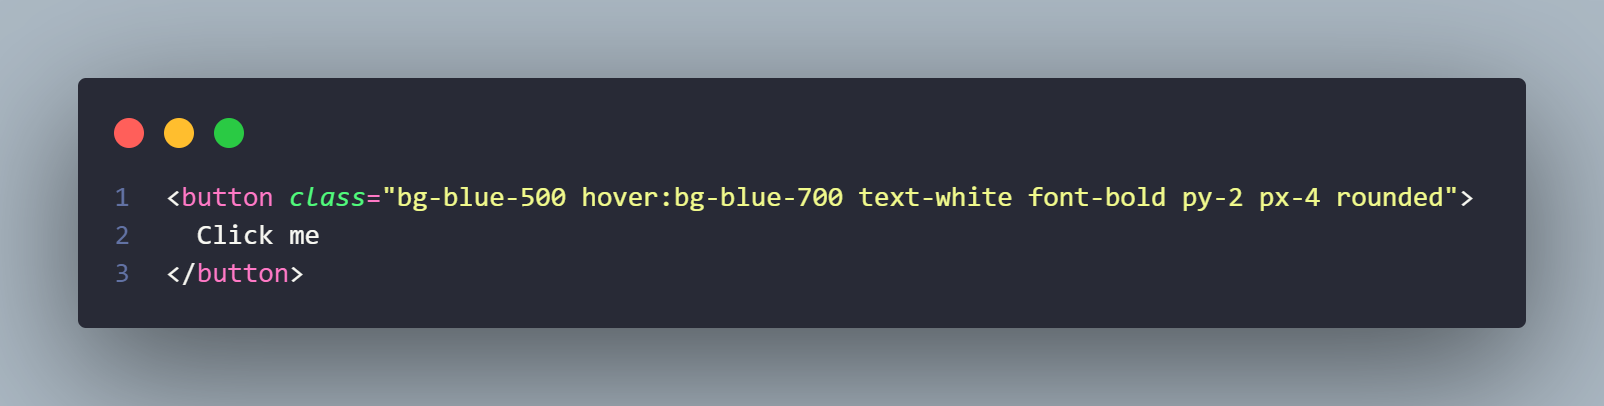 1 <button class="bg-blue-500 hover:bg-blue-700 text-white font-bold py-2 px-4 rounded">
2   Click me
3 </button>